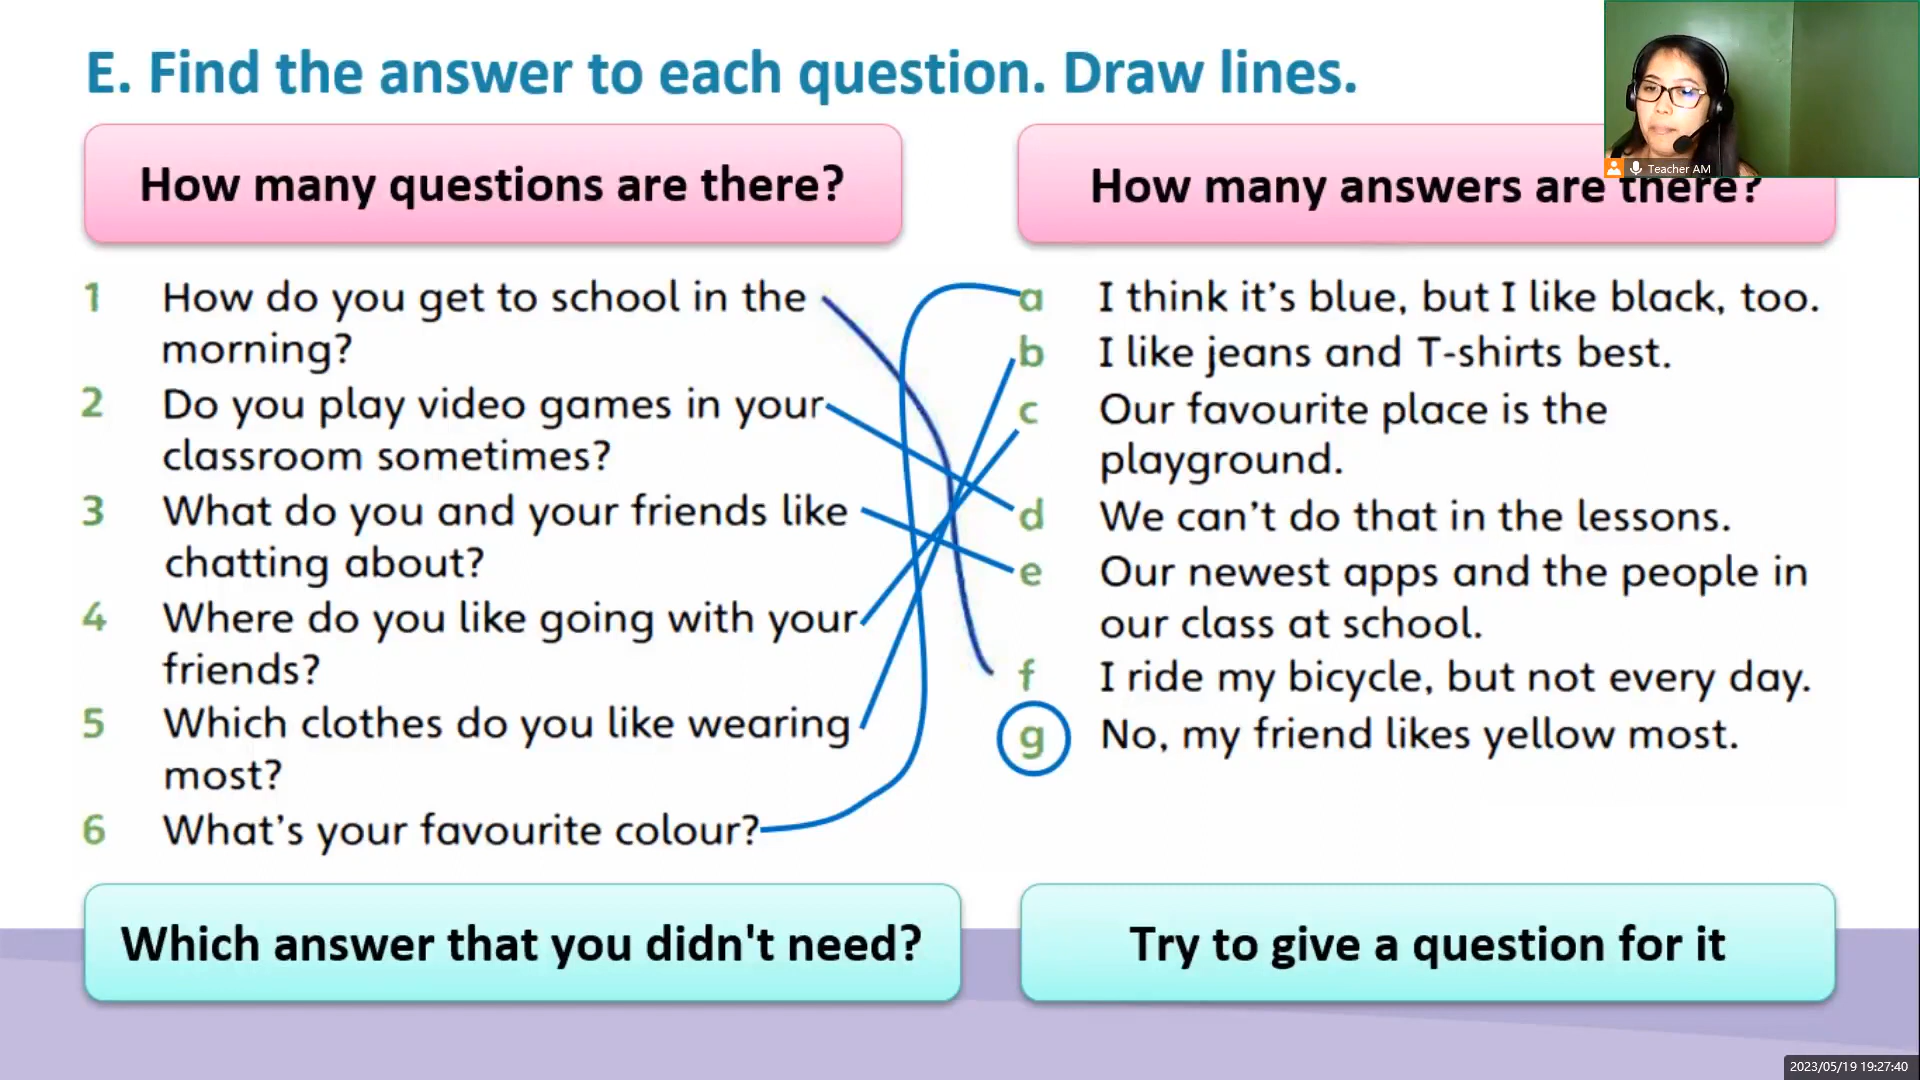 E. Find the answer to each question. Draw lines.
Teacher AM
How many questions are there?
How many answers are there?
1 How do you get to school in the
morning?
2 Do you play video games in your
classroom sometimes?
3 What do you and your friends like
chatting about?
4 Where do you like going with your
friends?
5 Which clothes do you like wearing
most?
6 What's your favourite colour?
a I think it's blue, but I like black, too.
b I like jeans and T-shirts best.
c Our favourite place is the
playground.
d We can't do that in the lessons.
e Our newest apps and the people in
our class at school.
f I ride my bicycle, but not every day.
g No, my friend likes yellow most.
Which answer that you didn't need?
Try to give a question for it
2023/05/19 19:27:40